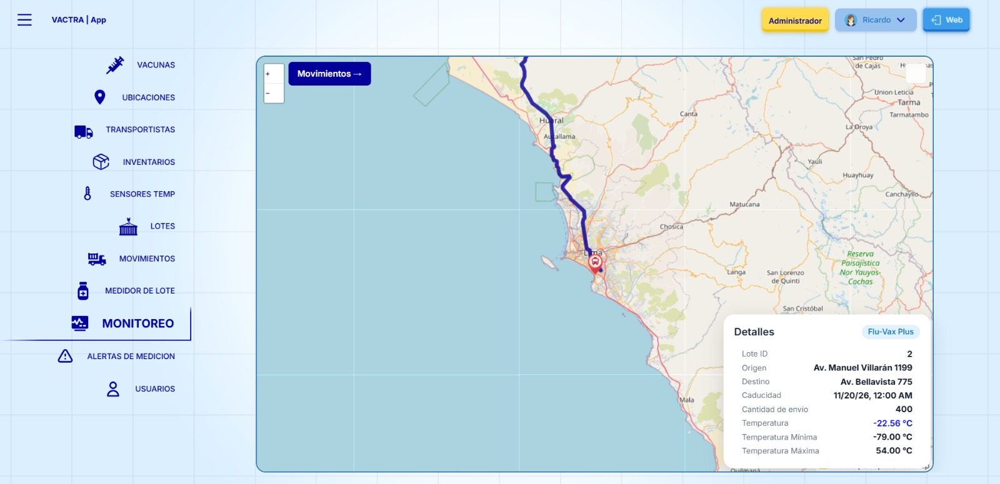 VACTRA | App
Administrador
Ricardo
Web
VACUNAS
UBICACIONES
TRANSPORTISTAS
INVENTARIOS
SENSORES TEMP
LOTES
MOVIMIENTOS
MEDIDOR DE LOTE
MONITOREO
ALERTAS DE MEDICION
USUARIOS
+
−
Movimientos →
San Pedro
de Cajas
Union Leticia
Tarma
Tarmatambo
Canta
La Oroya
Huaral
Aucallama
Yauli
Huayhuay
Canchayllo
Matucana
Chosica
Lima
Reserva
Paisajística
Nor Yauyos-
Cochas
Langa
San Lorenzo
de Quinti
San Cristóbal
Mala
Quilmaná
Detalles
Flu-Vax Plus
Lote ID 2
Origen Av. Manuel Villarán 1199
Destino Av. Bellavista 775
Caducidad 11/20/26, 12:00 AM
Cantidad de envío 400
Temperatura -22.56 °C
Temperatura Mínima -79.00 °C
Temperatura Máxima 54.00 °C